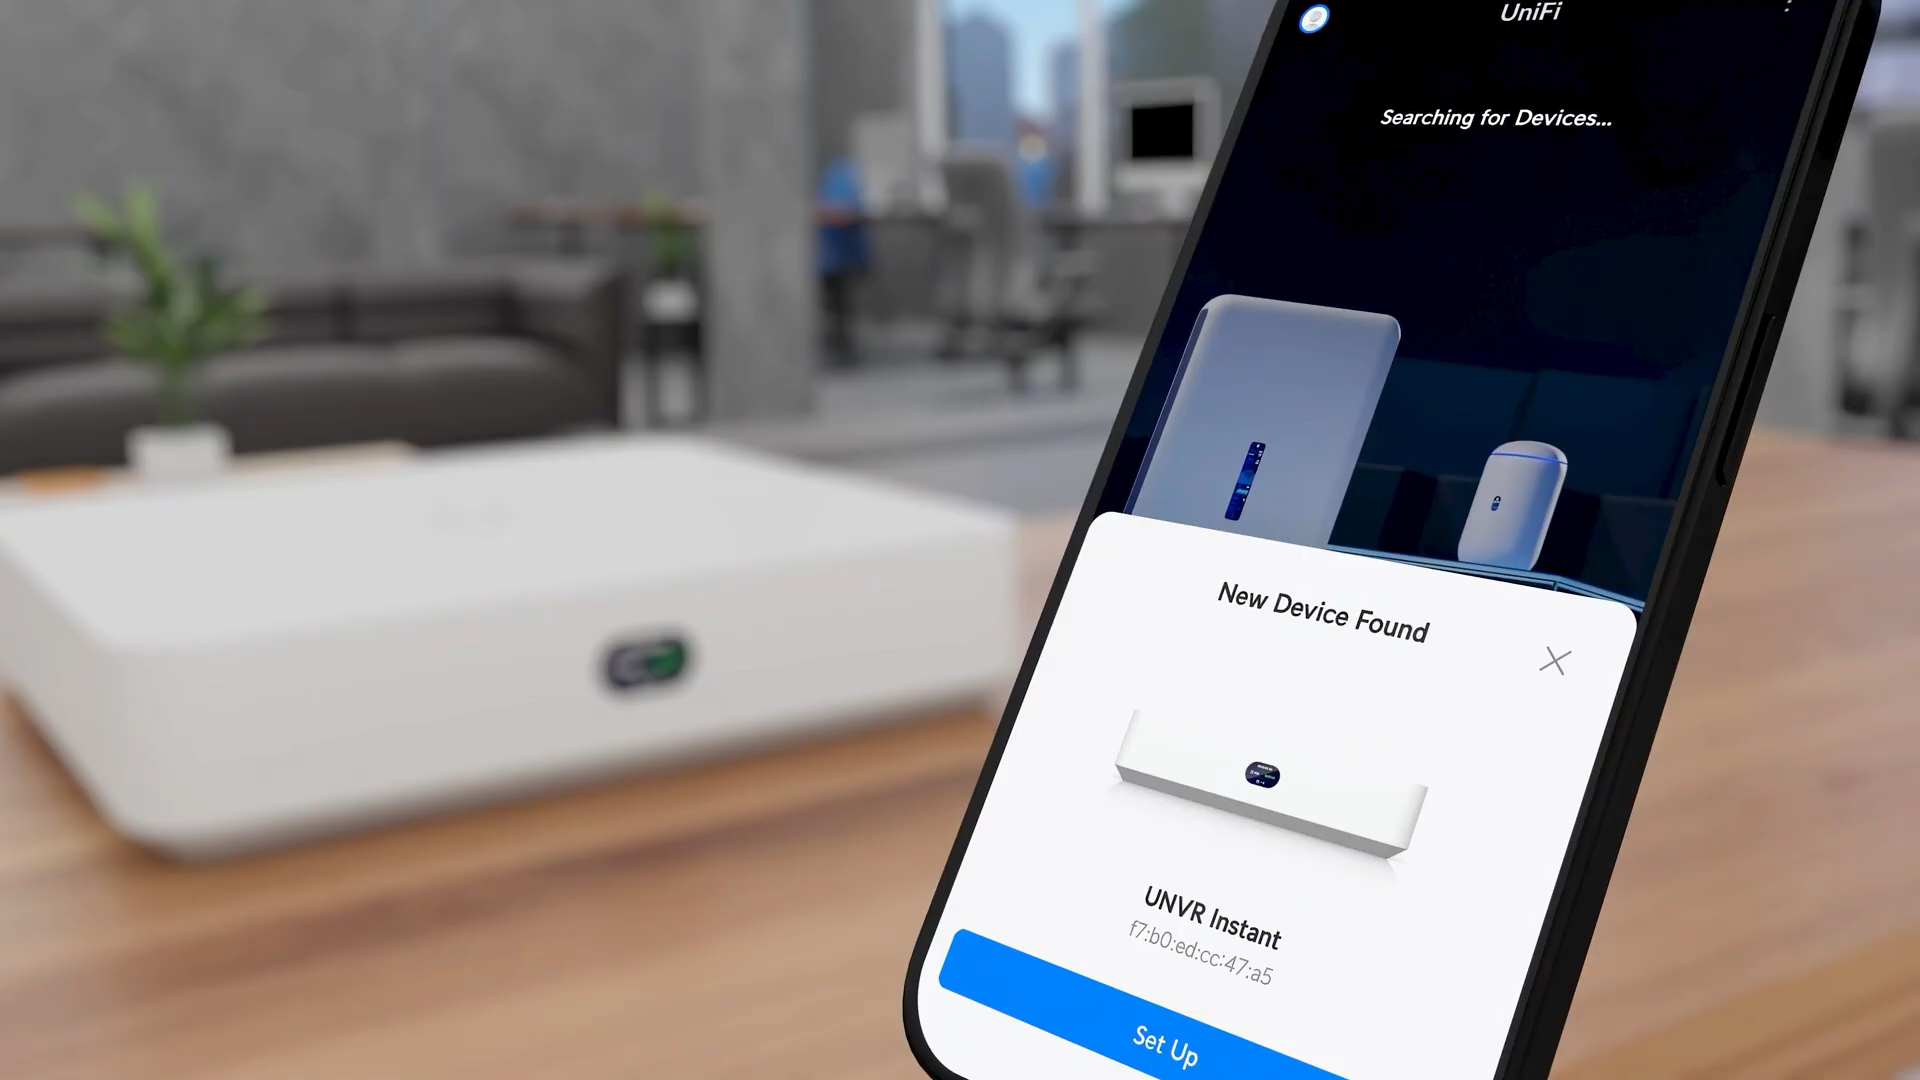 UniFi
Searching for Devices...
New Device Found
UNVR Instant
f7:b0:ed:cc:47:a5
Set Up